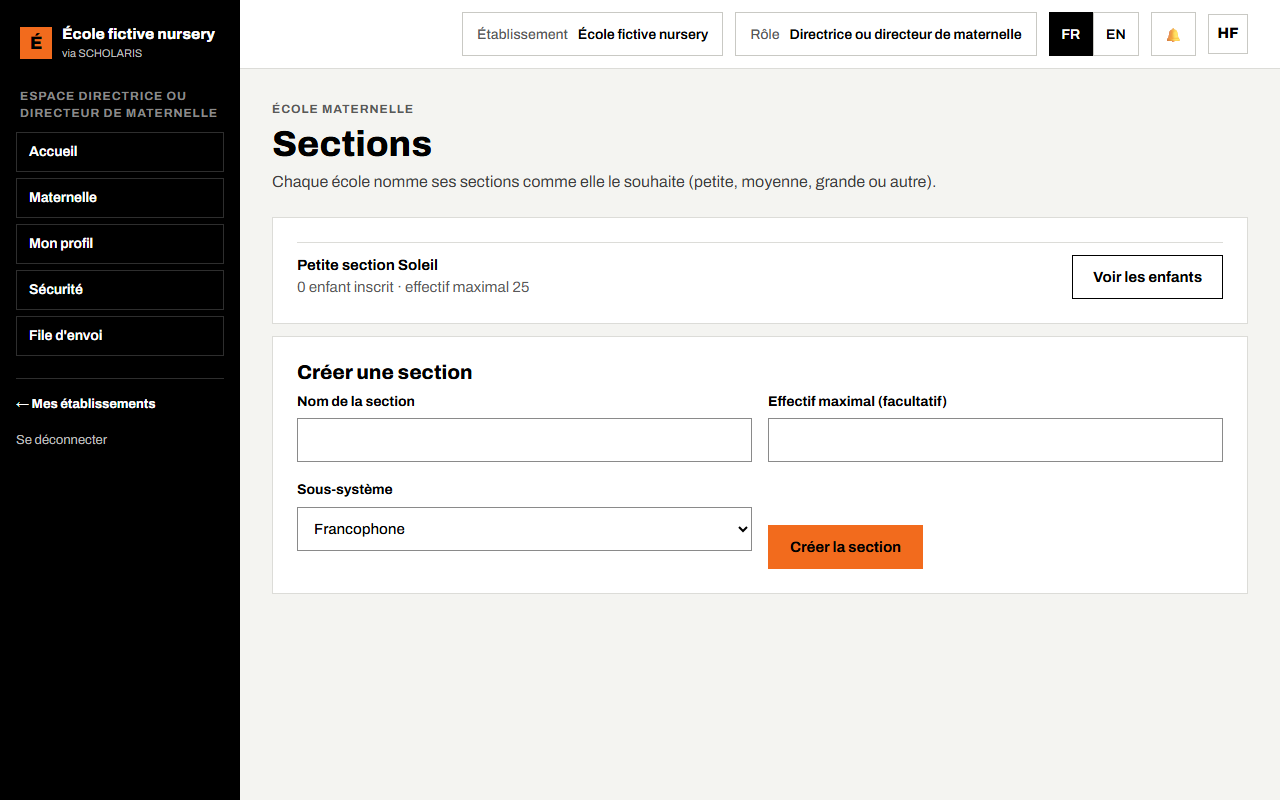 É
École fictive nursery
via SCHOLARIS
ESPACE DIRECTRICE OU
DIRECTEUR DE MATERNELLE
Accueil
Maternelle
Mon profil
Sécurité
File d'envoi
← Mes établissements
Se déconnecter
Établissement École fictive nursery
Rôle Directrice ou directeur de maternelle
FR EN
HF
ÉCOLE MATERNELLE
Sections
Chaque école nomme ses sections comme elle le souhaite (petite, moyenne, grande ou autre).
Petite section Soleil
0 enfant inscrit · effectif maximal 25
Voir les enfants
Créer une section
Nom de la section
Effectif maximal (facultatif)
Sous-système
Francophone
Créer la section